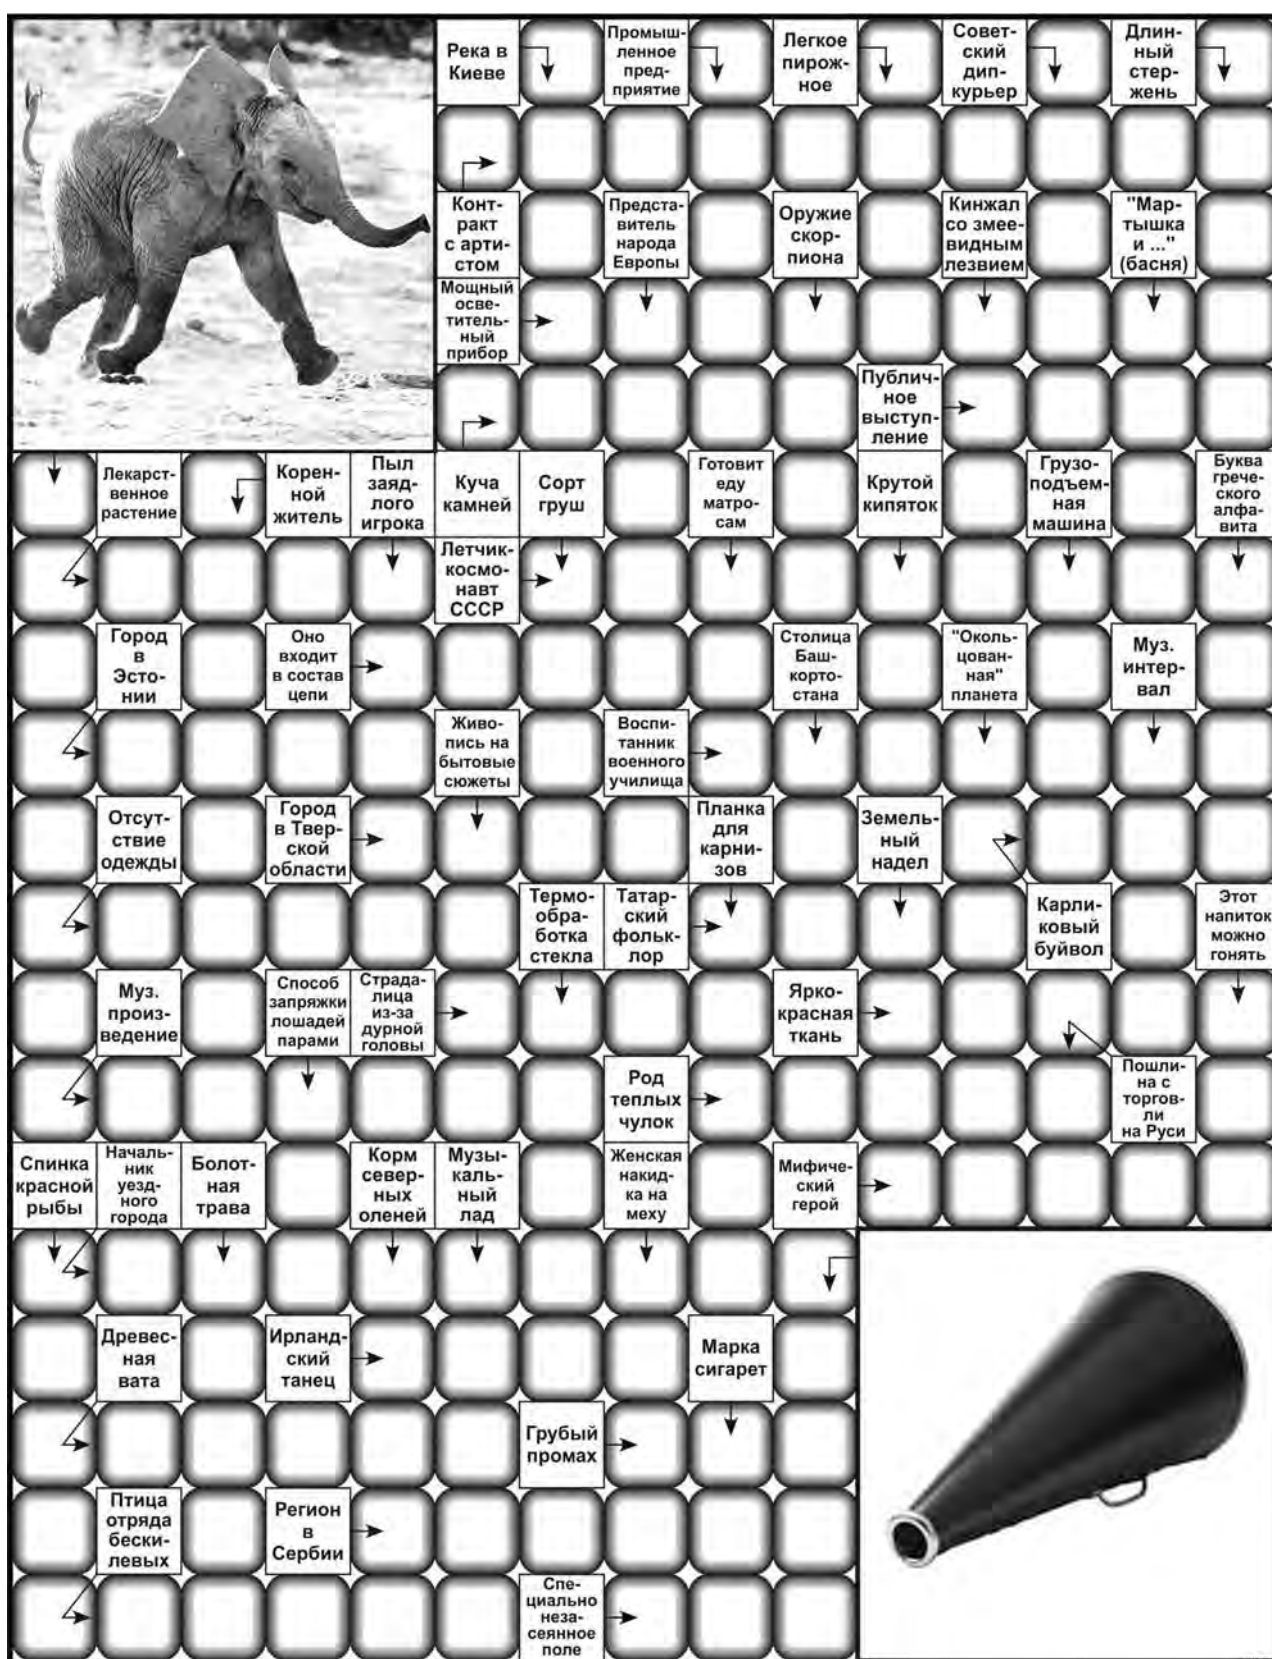 Река в
Киеве
Промыш-
ленное
пред-
приятие
Легкое
пирож-
ное
Совет-
ский
дип-
курьер
Длин-
ный
стер-
жень
Конт-
ракт
с арти-
стом
Предста-
витель
народа
Европы
Оружие
скор-
пиона
Кинжал
со змее-
видным
лезвием
"Мар-
тышка
и ..."
(басня)
Мощный
осве-
титель-
ный
прибор
Публич-
ное
выступ-
ление
Лекарст-
венное
растение
Корен-
ной
житель
Пыл
заяд-
лого
игрока
Куча
камней
Сорт
груш
Готовит
еду
матро-
сам
Крутой
кипяток
Грузо-
подъем-
ная
машина
Буква
грече-
ского
алфа-
вита
Летчик-
космо-
навт
СССР
Город
в
Эсто-
нии
Оно
входит
в состав
цепи
Столица
Баш-
корто-
стана
"Околь-
цован-
ная"
планета
Муз.
интер-
вал
Живо-
пись на
бытовые
сюжеты
Воспи-
танник
военного
училища
Отсут-
ствие
одежды
Город
в Твер-
ской
области
Планка
для
карни-
зов
Земель-
ный
надел
Термо-
обра-
ботка
стекла
Татар-
ский
фольк-
лор
Карли-
ковый
буйвол
Этот
напиток
можно
гонять
Муз.
произ-
ведение
Способ
запряжки
лошадей
парами
Страда-
лица
из-за
дурной
головы
Ярко-
красная
ткань
Род
теплых
чулок
Пошли-
на с
торгов-
ли
на Руси
Спинка
красной
рыбы
Началь-
ник
уезд-
ного
города
Болот-
ная
трава
Корм
север-
ных
оленей
Музы-
каль-
ный
лад
Женская
накид-
ка на
меху
Мифиче-
ский
герой
Древес-
ная
вата
Ирланд-
ский
танец
Марка
сигарет
Грубый
промах
Птица
отряда
бески-
левых
Регион
в
Сербии
Спе-
циально
неза-
сеянное
поле